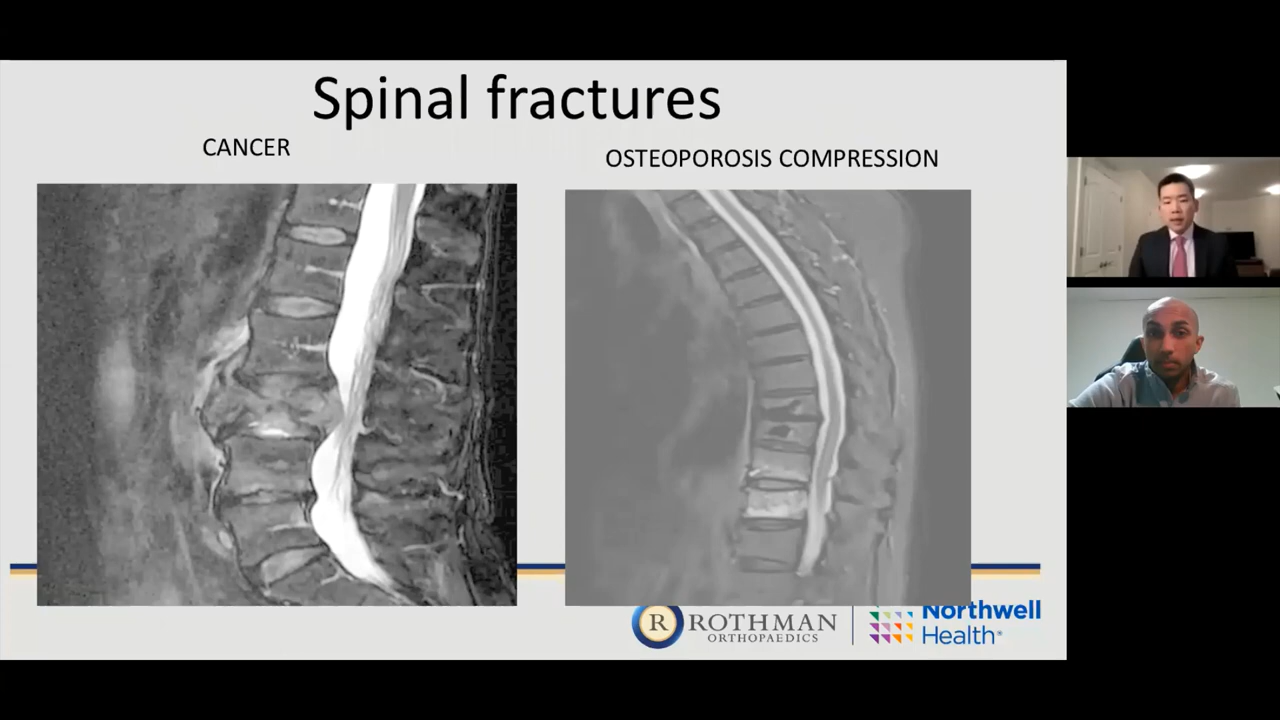 Spinal fractures
CANCER
OSTEOPOROSIS COMPRESSION
R ROTHMAN
ORTHOPAEDICS
Northwell
Health®